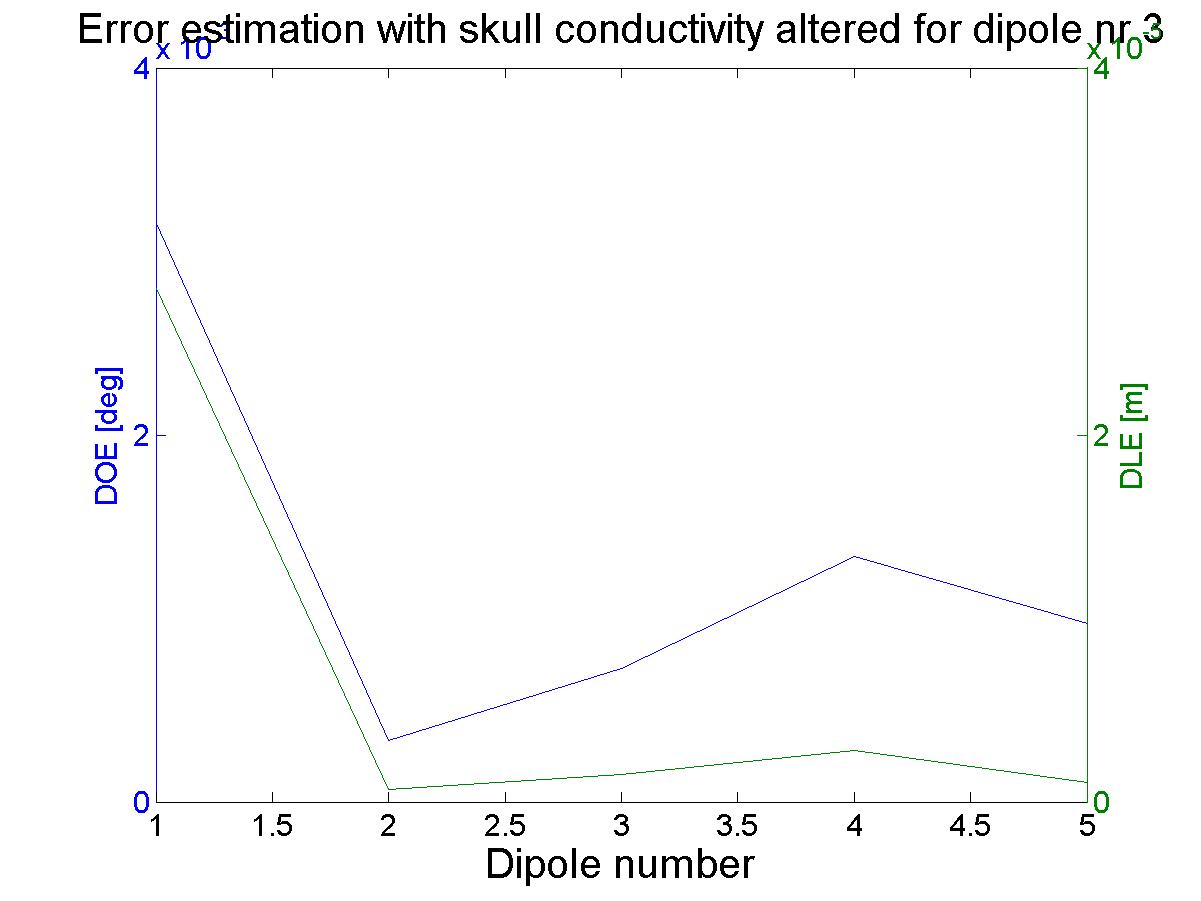 Error estimation with skull conductivity altered for dipole nr 3
x 10
x 10
4
4
DOE [deg]
2
2
DLE [m]
0
0
1 1.5 2 2.5 3 3.5 4 4.5 5
Dipole number